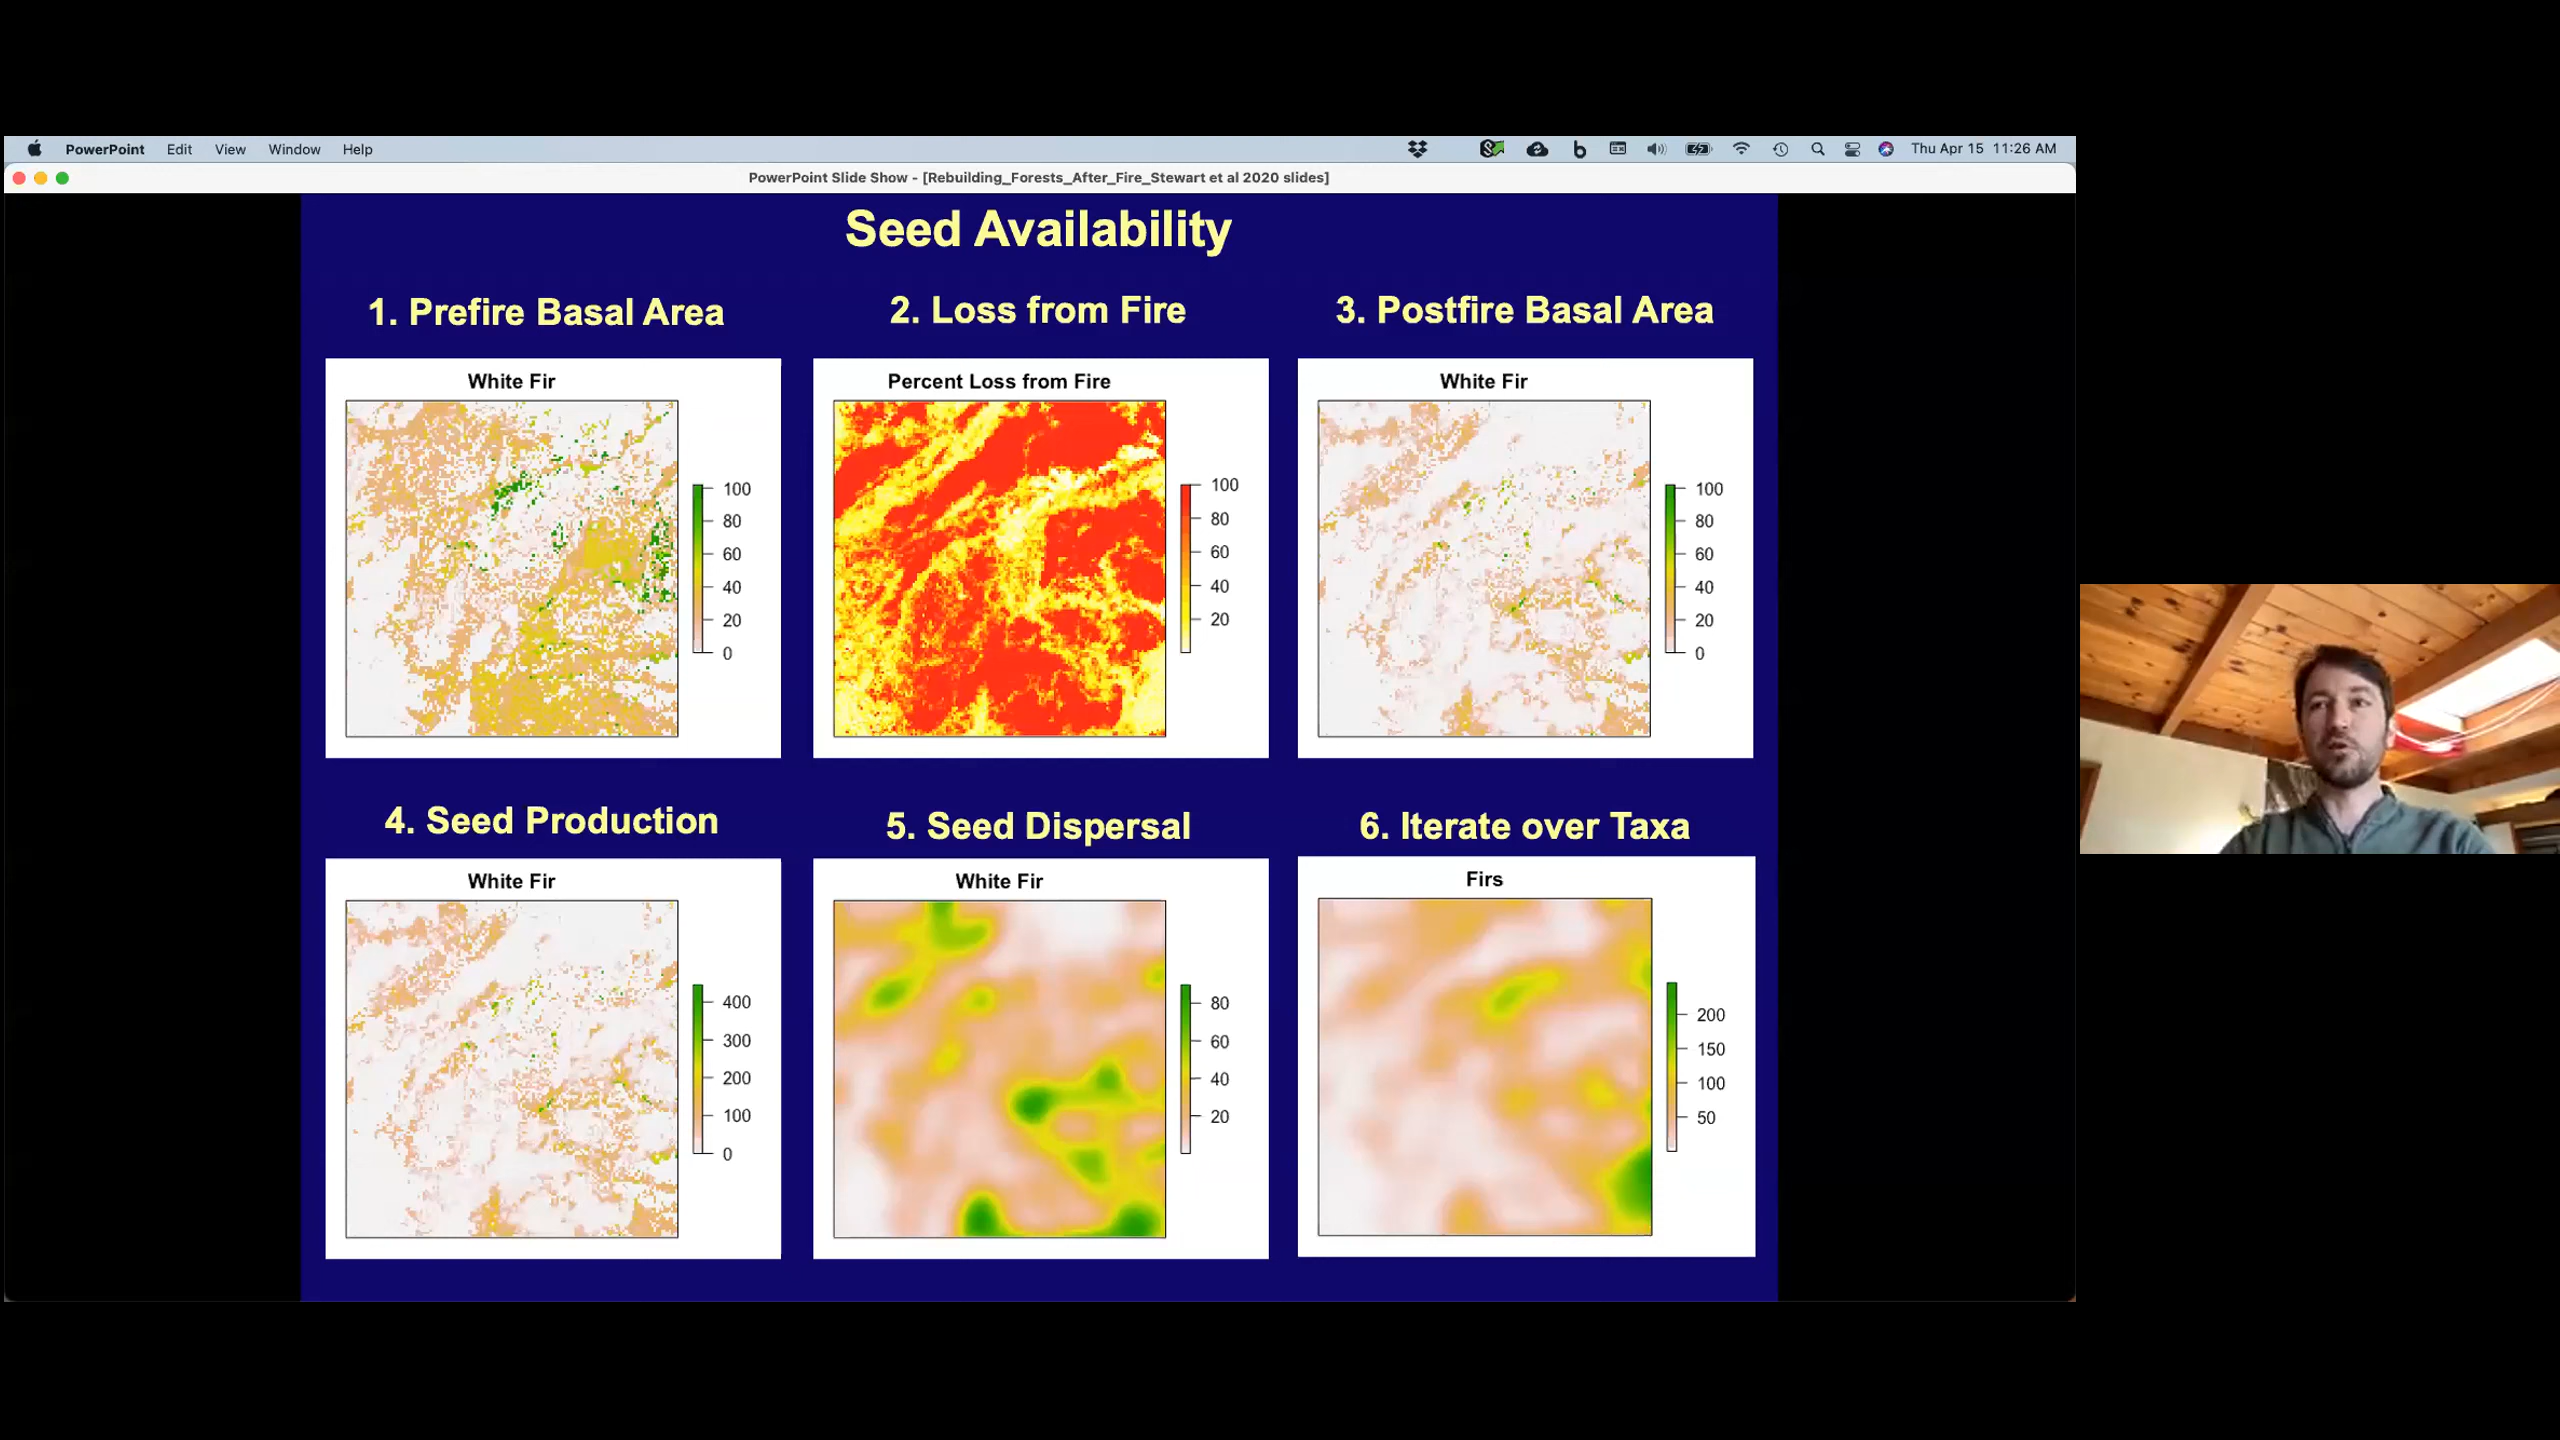 PowerPoint Edit View Window Help Thu Apr 15 11:26 AM
PowerPoint Slide Show - [Rebuilding_Forests_After_Fire_Stewart et al 2020 slides]
Seed Availability
1. Prefire Basal Area
2. Loss from Fire
3. Postfire Basal Area
White Fir
100
80
60
40
20
0
Percent Loss from Fire
100
80
60
40
20
White Fir
100
80
60
40
20
0
4. Seed Production
5. Seed Dispersal
6. Iterate over Taxa
White Fir
400
300
200
100
0
White Fir
80
60
40
20
Firs
200
150
100
50